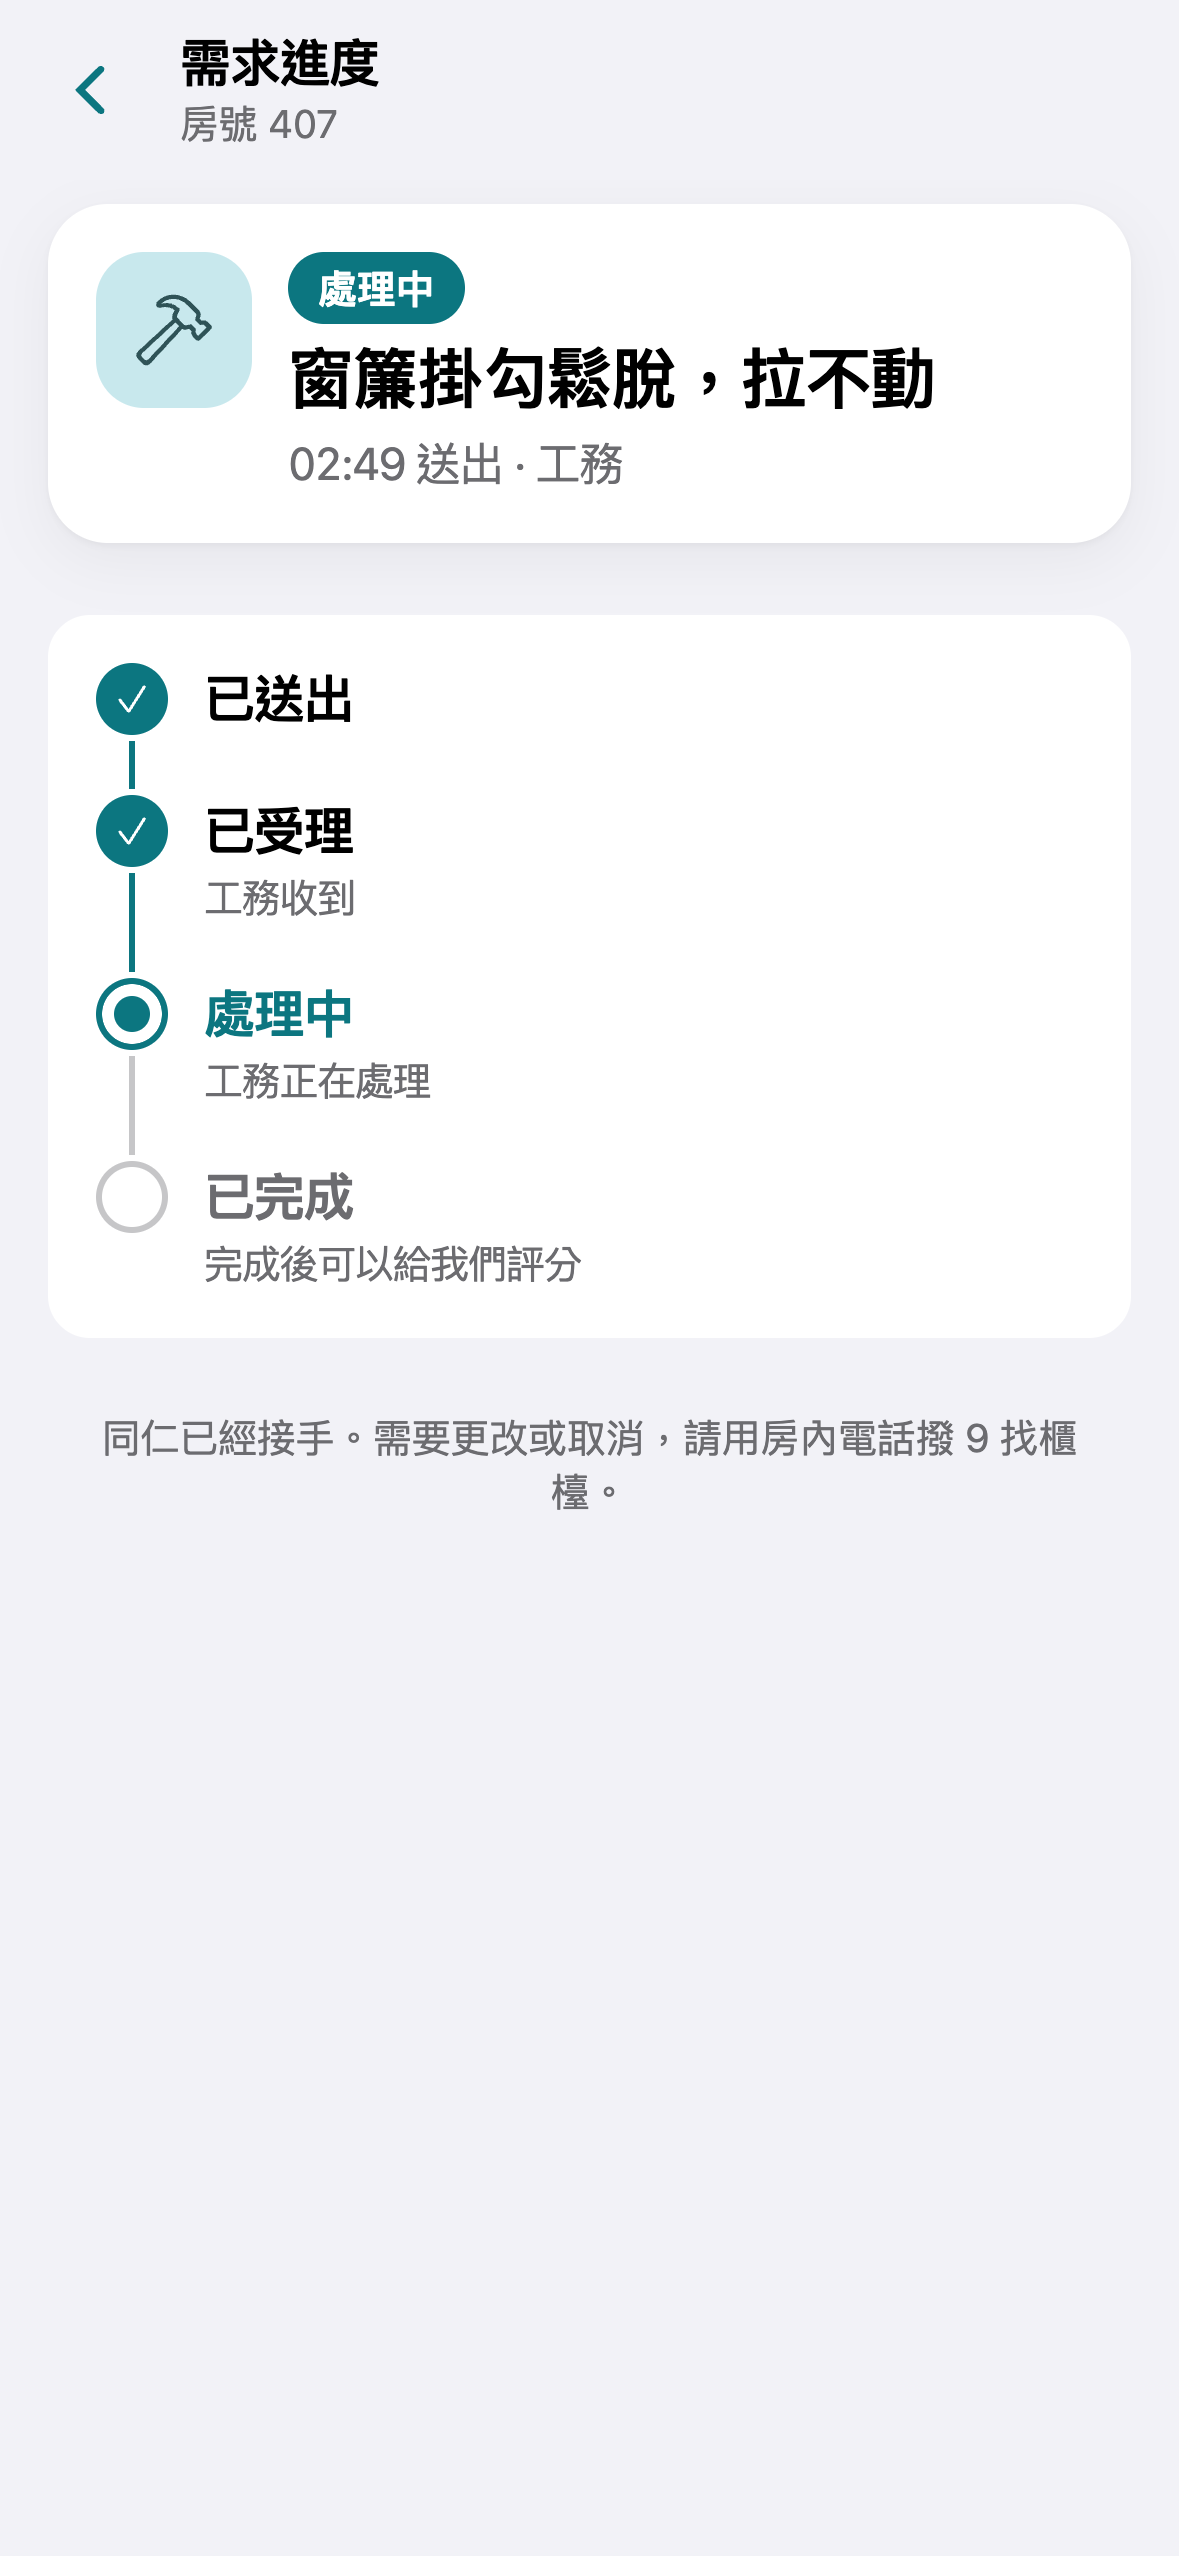 需求進度
房號 407
處理中
窗簾掛勾鬆脫，拉不動
02:49 送出 · 工務
已送出
已受理
工務收到
處理中
工務正在處理
已完成
完成後可以給我們評分
同仁已經接手。需要更改或取消，請用房內電話撥 9 找櫃
檯。